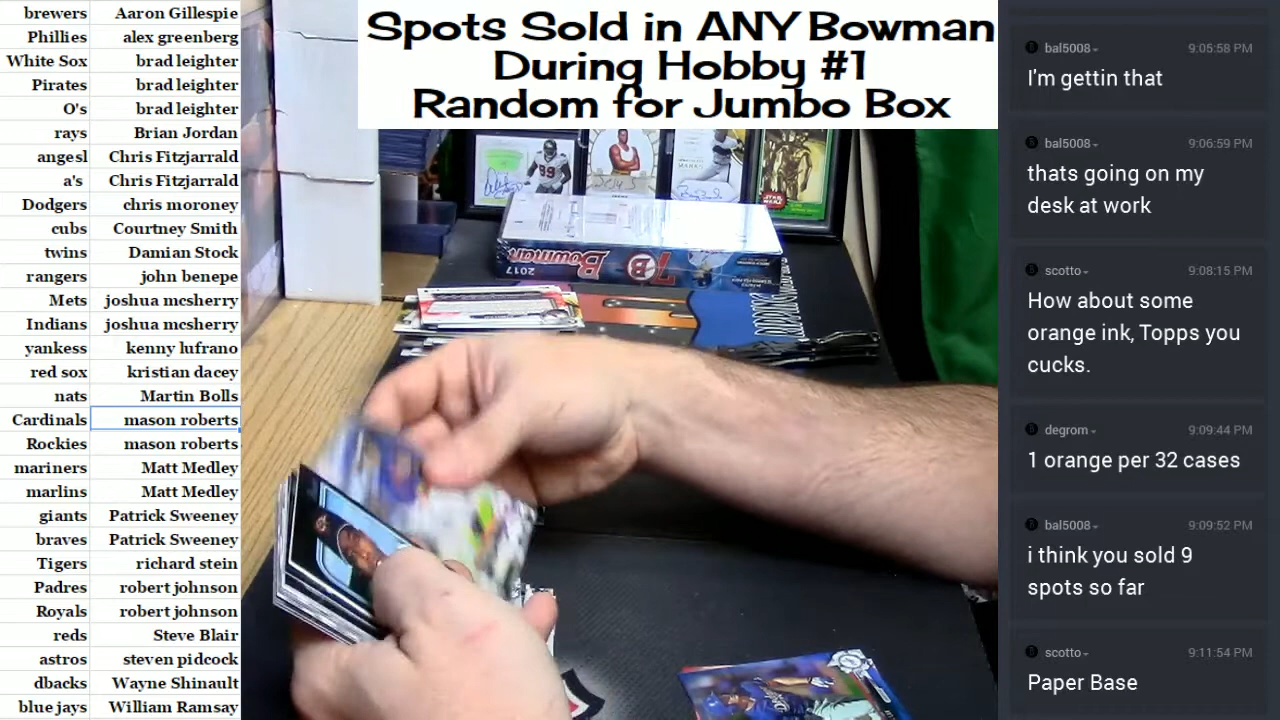 brewers Aaron Gillespie
Phillies alex greenberg
White Sox brad leighter
Pirates brad leighter
O's brad leighter
rays Brian Jordan
angesl Chris Fitzjarrald
a's Chris Fitzjarrald
Dodgers chris moroney
cubs Courtney Smith
twins Damian Stock
rangers john benepe
Mets joshua mcsherry
Indians joshua mcsherry
yankess kenny lufrano
red sox kristian dacey
nats Martin Bolls
Cardinals mason roberts
Rockies mason roberts
mariners Matt Medley
marlins Matt Medley
giants Patrick Sweeney
braves Patrick Sweeney
Tigers richard stein
Padres robert johnson
Royals robert johnson
reds Steve Blair
astros steven pidcock
dbacks Wayne Shinault
blue jays William Ramsay
Spots Sold in ANY Bowman
During Hobby #1
Random for Jumbo Box
STAR WARS
2017 Bowman
bal5008 9:05:58 PM
I'm gettin that
bal5008 9:06:59 PM
thats going on my
desk at work
scotto 9:08:15 PM
How about some
orange ink, Topps you
cucks.
degrom 9:09:44 PM
1 orange per 32 cases
bal5008 9:09:52 PM
i think you sold 9
spots so far
scotto 9:11:54 PM
Paper Base